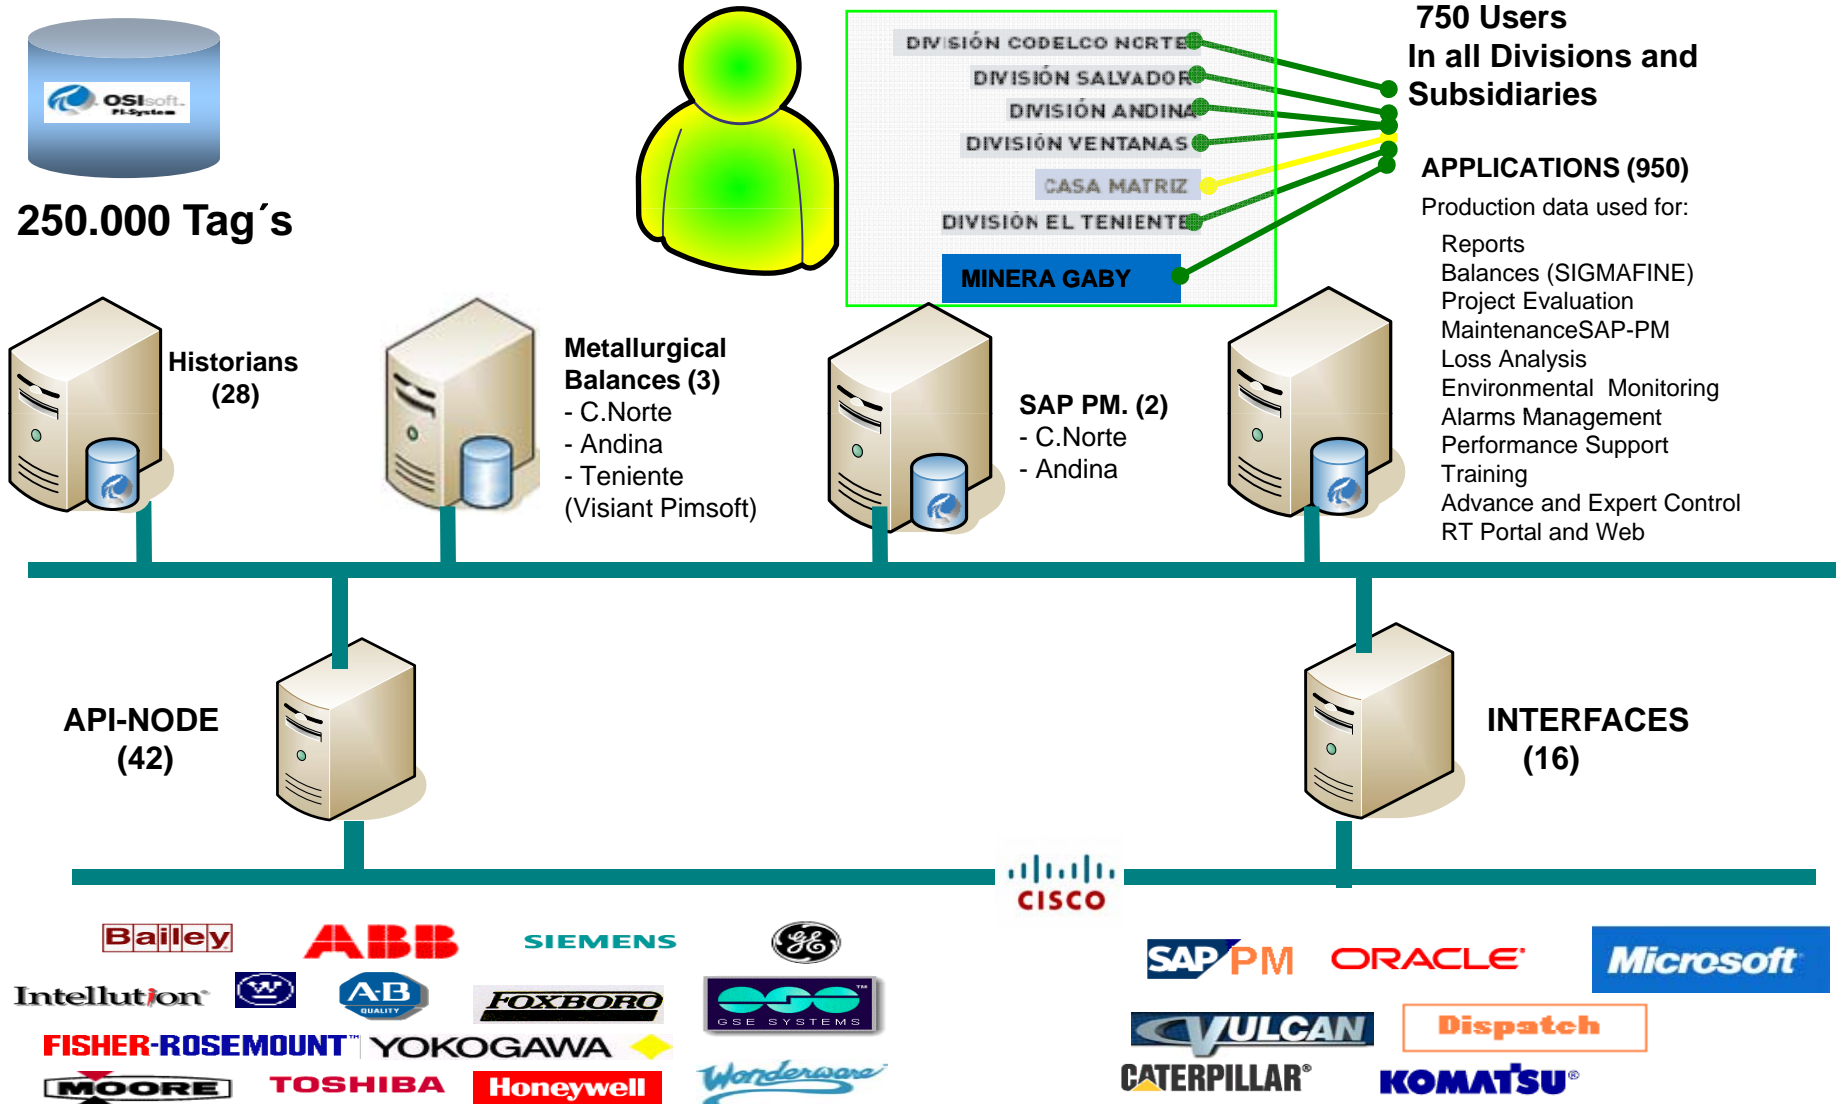 OSIsoft.
PI-System
250.000 Tag´s
DIVISIÓN CODELCO NORTE
DIVISIÓN SALVADOR
DIVISIÓN ANDINA
DIVISIÓN VENTANAS
CASA MATRIZ
DIVISIÓN EL TENIENTE
MINERA GABY
750 Users
In all Divisions and
Subsidiaries
APPLICATIONS (950)
Production data used for:
Reports
Balances (SIGMAFINE)
Project Evaluation
MaintenanceSAP-PM
Loss Analysis
Environmental Monitoring
Alarms Management
Performance Support
Training
Advance and Expert Control
RT Portal and Web
Historians
(28)
Metallurgical
Balances (3)
- C.Norte
- Andina
- Teniente
(Visiant Pimsoft)
SAP PM. (2)
- C.Norte
- Andina
API-NODE
(42)
INTERFACES
(16)
CISCO
Bailey
ABB
SIEMENS
GE
Intellution®
W
A·B
QUALITY
FOXBORO
GSE SYSTEMS™
FISHER-ROSEMOUNT™
YOKOGAWA
MOORE
TOSHIBA
Honeywell
Wonderware
SAP PM
ORACLE®
Microsoft
VULCAN
Dispatch
CATERPILLAR®
KOMATSU®